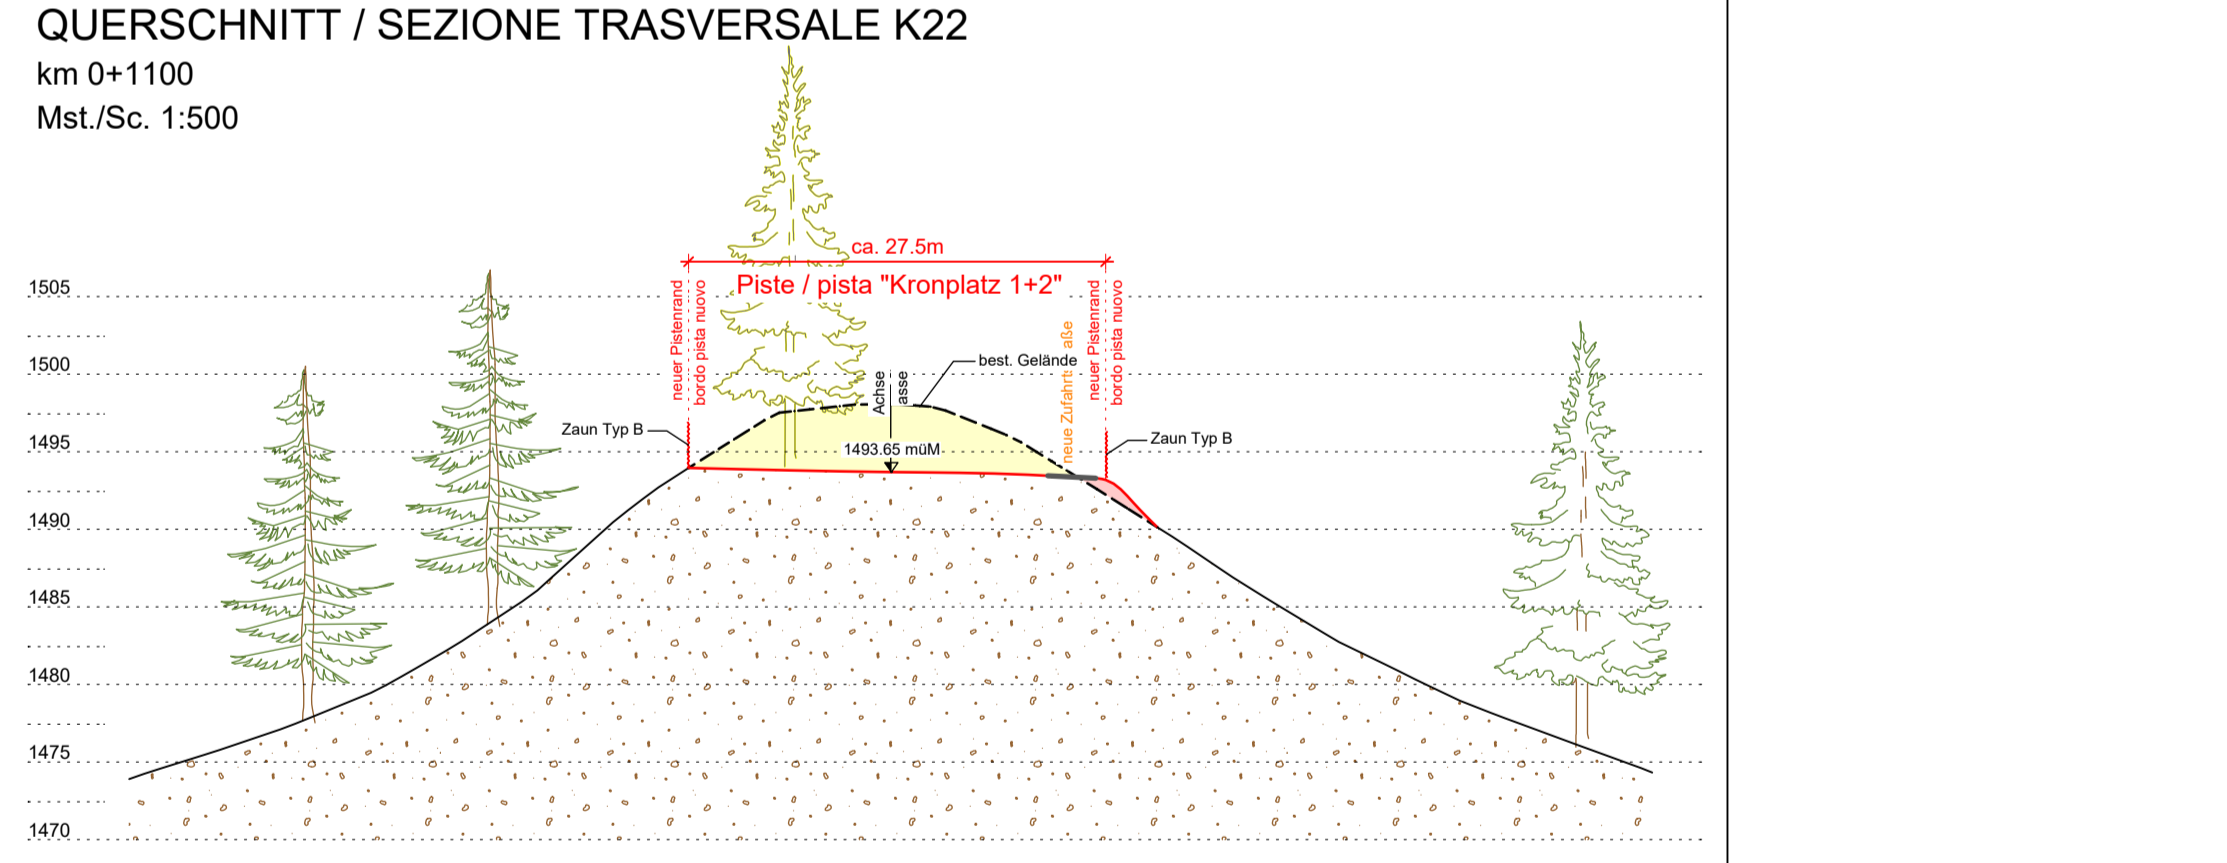 QUERSCHNITT / SEZIONE TRASVERSALE K22
km 0+1100
Mst./Sc. 1:500
ca. 27.5m
Piste / pista "Kronplatz 1+2"
neuer Pistenrand
bordo pista nuovo
neue Zufahrts aße
neuer Pistenrand
bordo pista nuovo
best. Gelände
Achse
asse
Zaun Typ B
Zaun Typ B
1493.65 müM
1505
1500
1495
1490
1485
1480
1475
1470